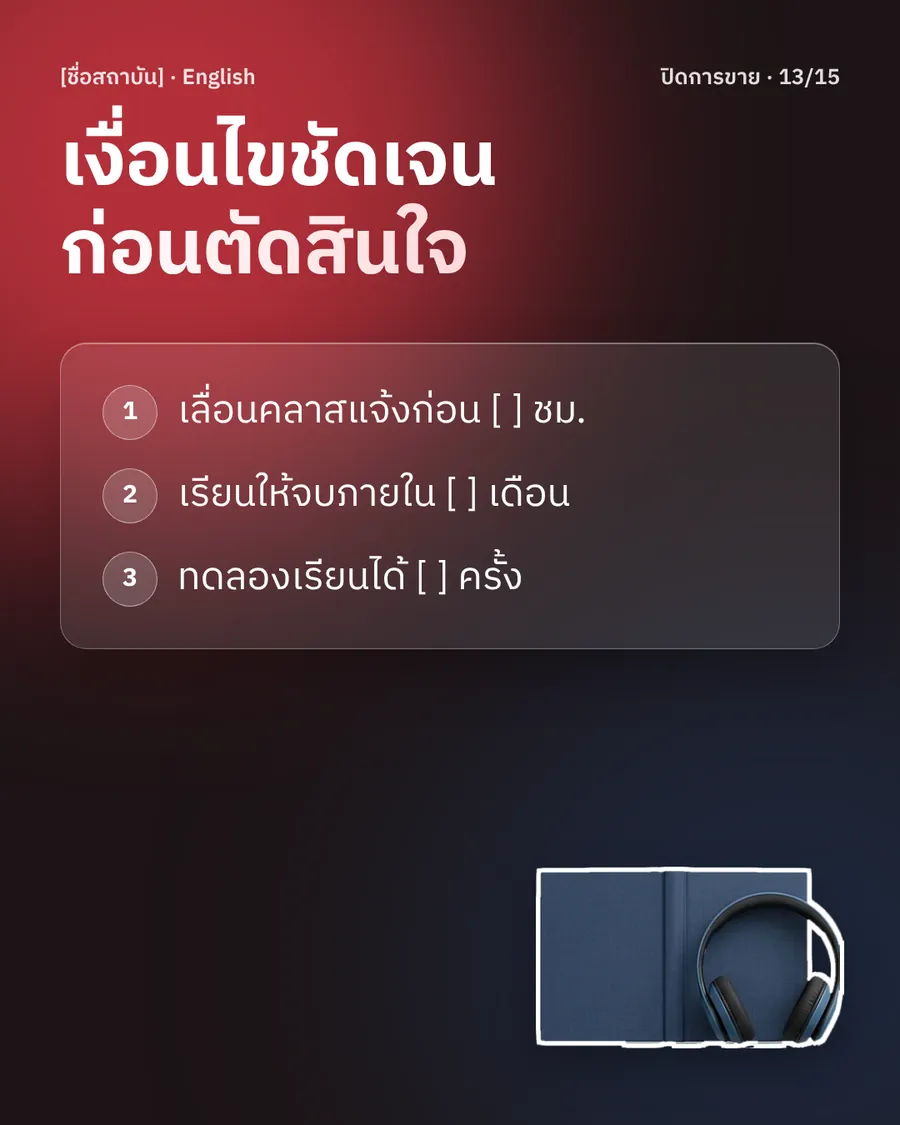 [ชื่อสถาบัน] · English
ปิดการขาย · 13/15
เงื่อนไขชัดเจน
ก่อนตัดสินใจ
1 เลื่อนคลาสแจ้งก่อน [ ] ชม.
2 เรียนให้จบภายใน [ ] เดือน
3 ทดลองเรียนได้ [ ] ครั้ง